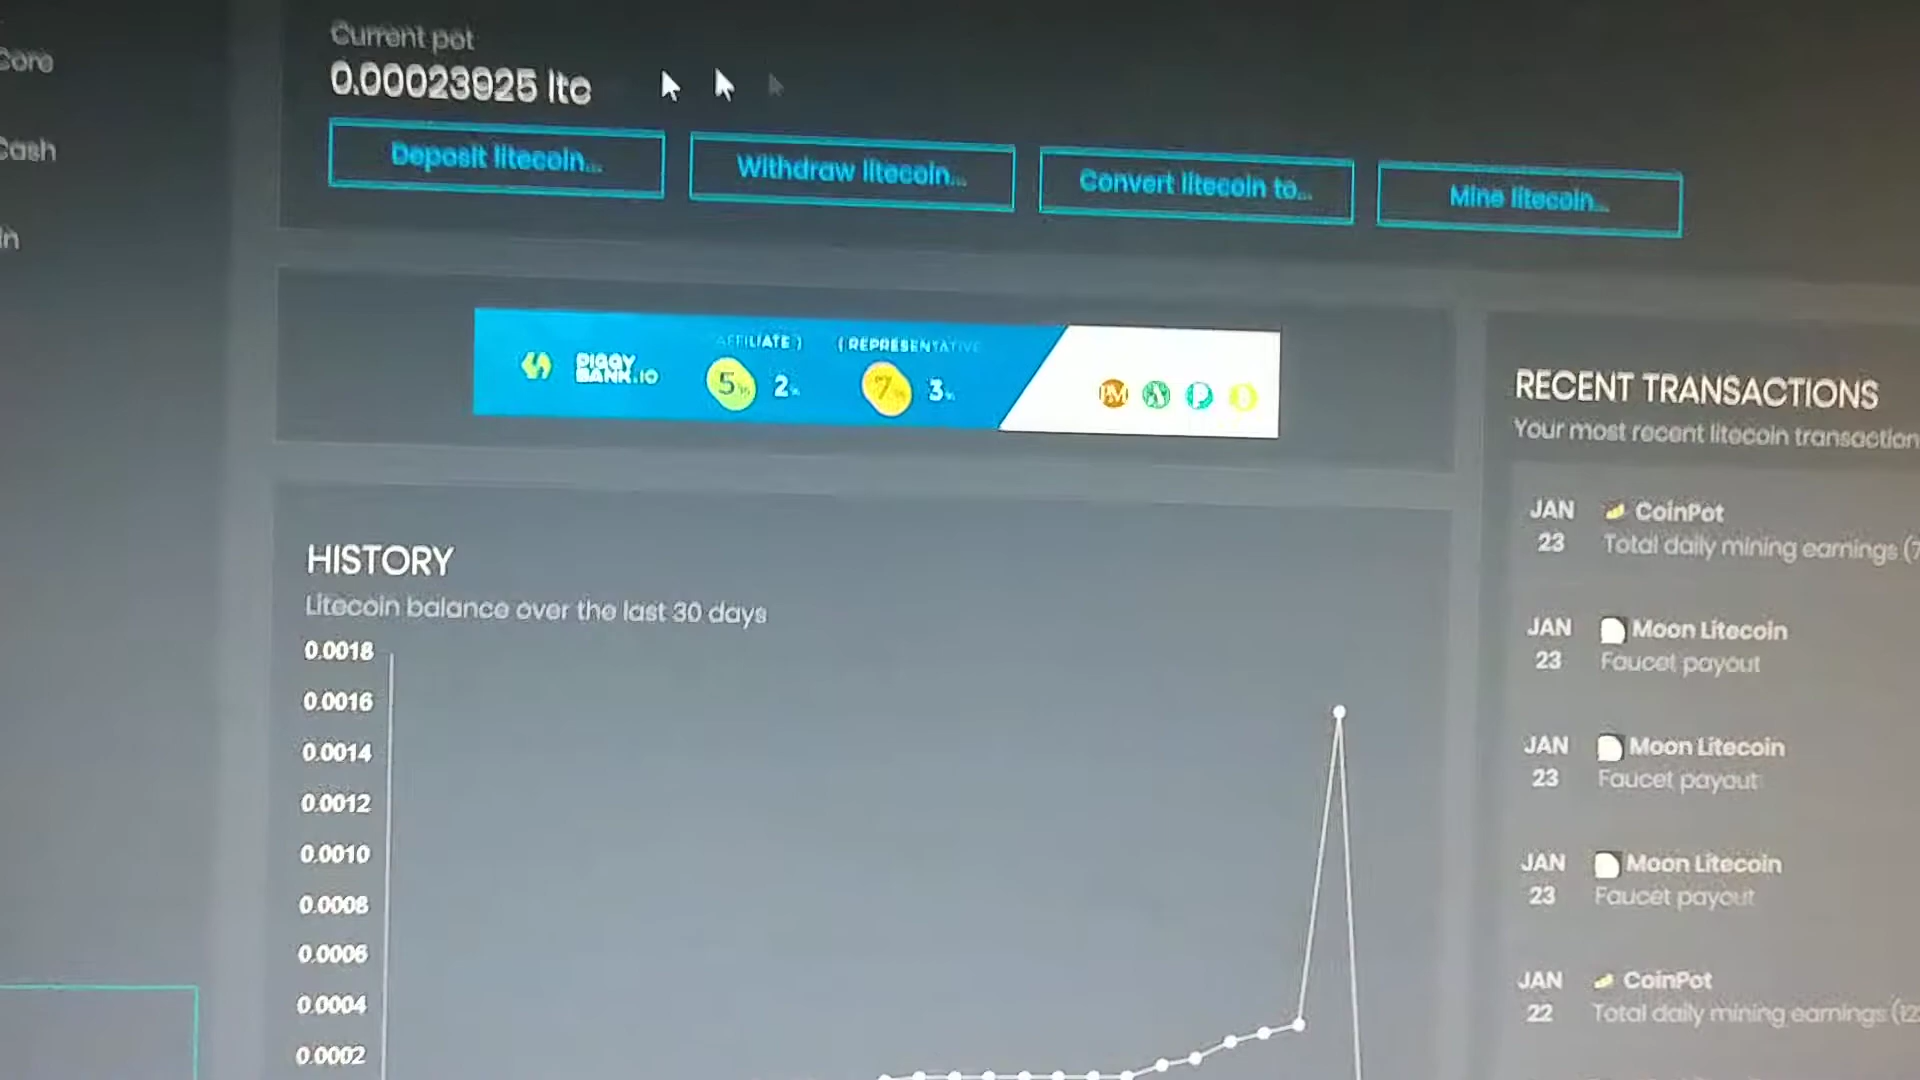 Core
Cash
in
Current pot
0.00023925 ltc
Deposit litecoin...
Withdraw litecoin...
Convert litecoin to...
Mine litecoin...
PIGGY
BANK.IO
AFFILIATE )
( REPRESENTATIVE
5%
2%
7%
3%
HISTORY
Litecoin balance over the last 30 days
0.0018
0.0016
0.0014
0.0012
0.0010
0.0008
0.0006
0.0004
0.0002
RECENT TRANSACTIONS
Your most recent litecoin transaction
JAN
23
CoinPot
Total daily mining earnings (7
JAN
23
Moon Litecoin
Faucet payout
JAN
23
Moon Litecoin
Faucet payout
JAN
23
Moon Litecoin
Faucet payout
JAN
22
CoinPot
Total daily mining earnings (12